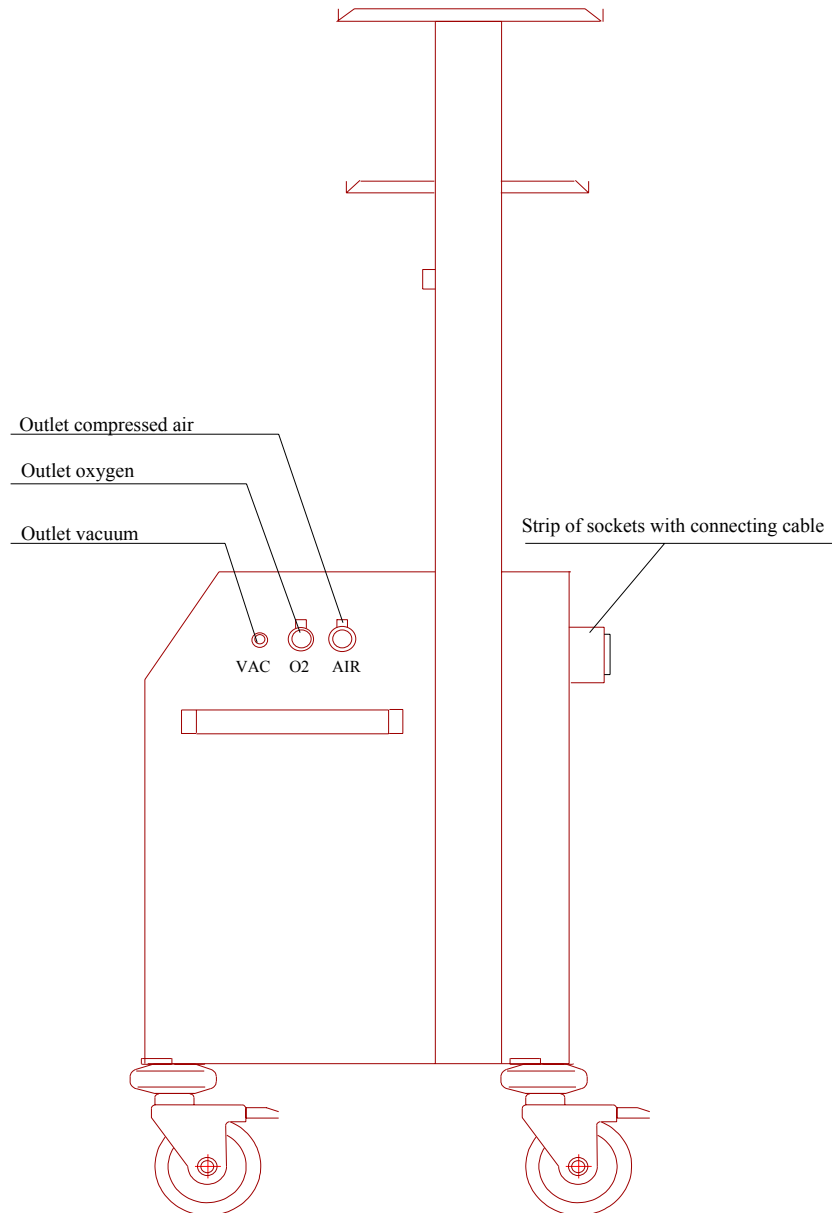 Outlet compressed air
Outlet oxygen
Outlet vacuum
Strip of sockets with connecting cable
VAC O2 AIR